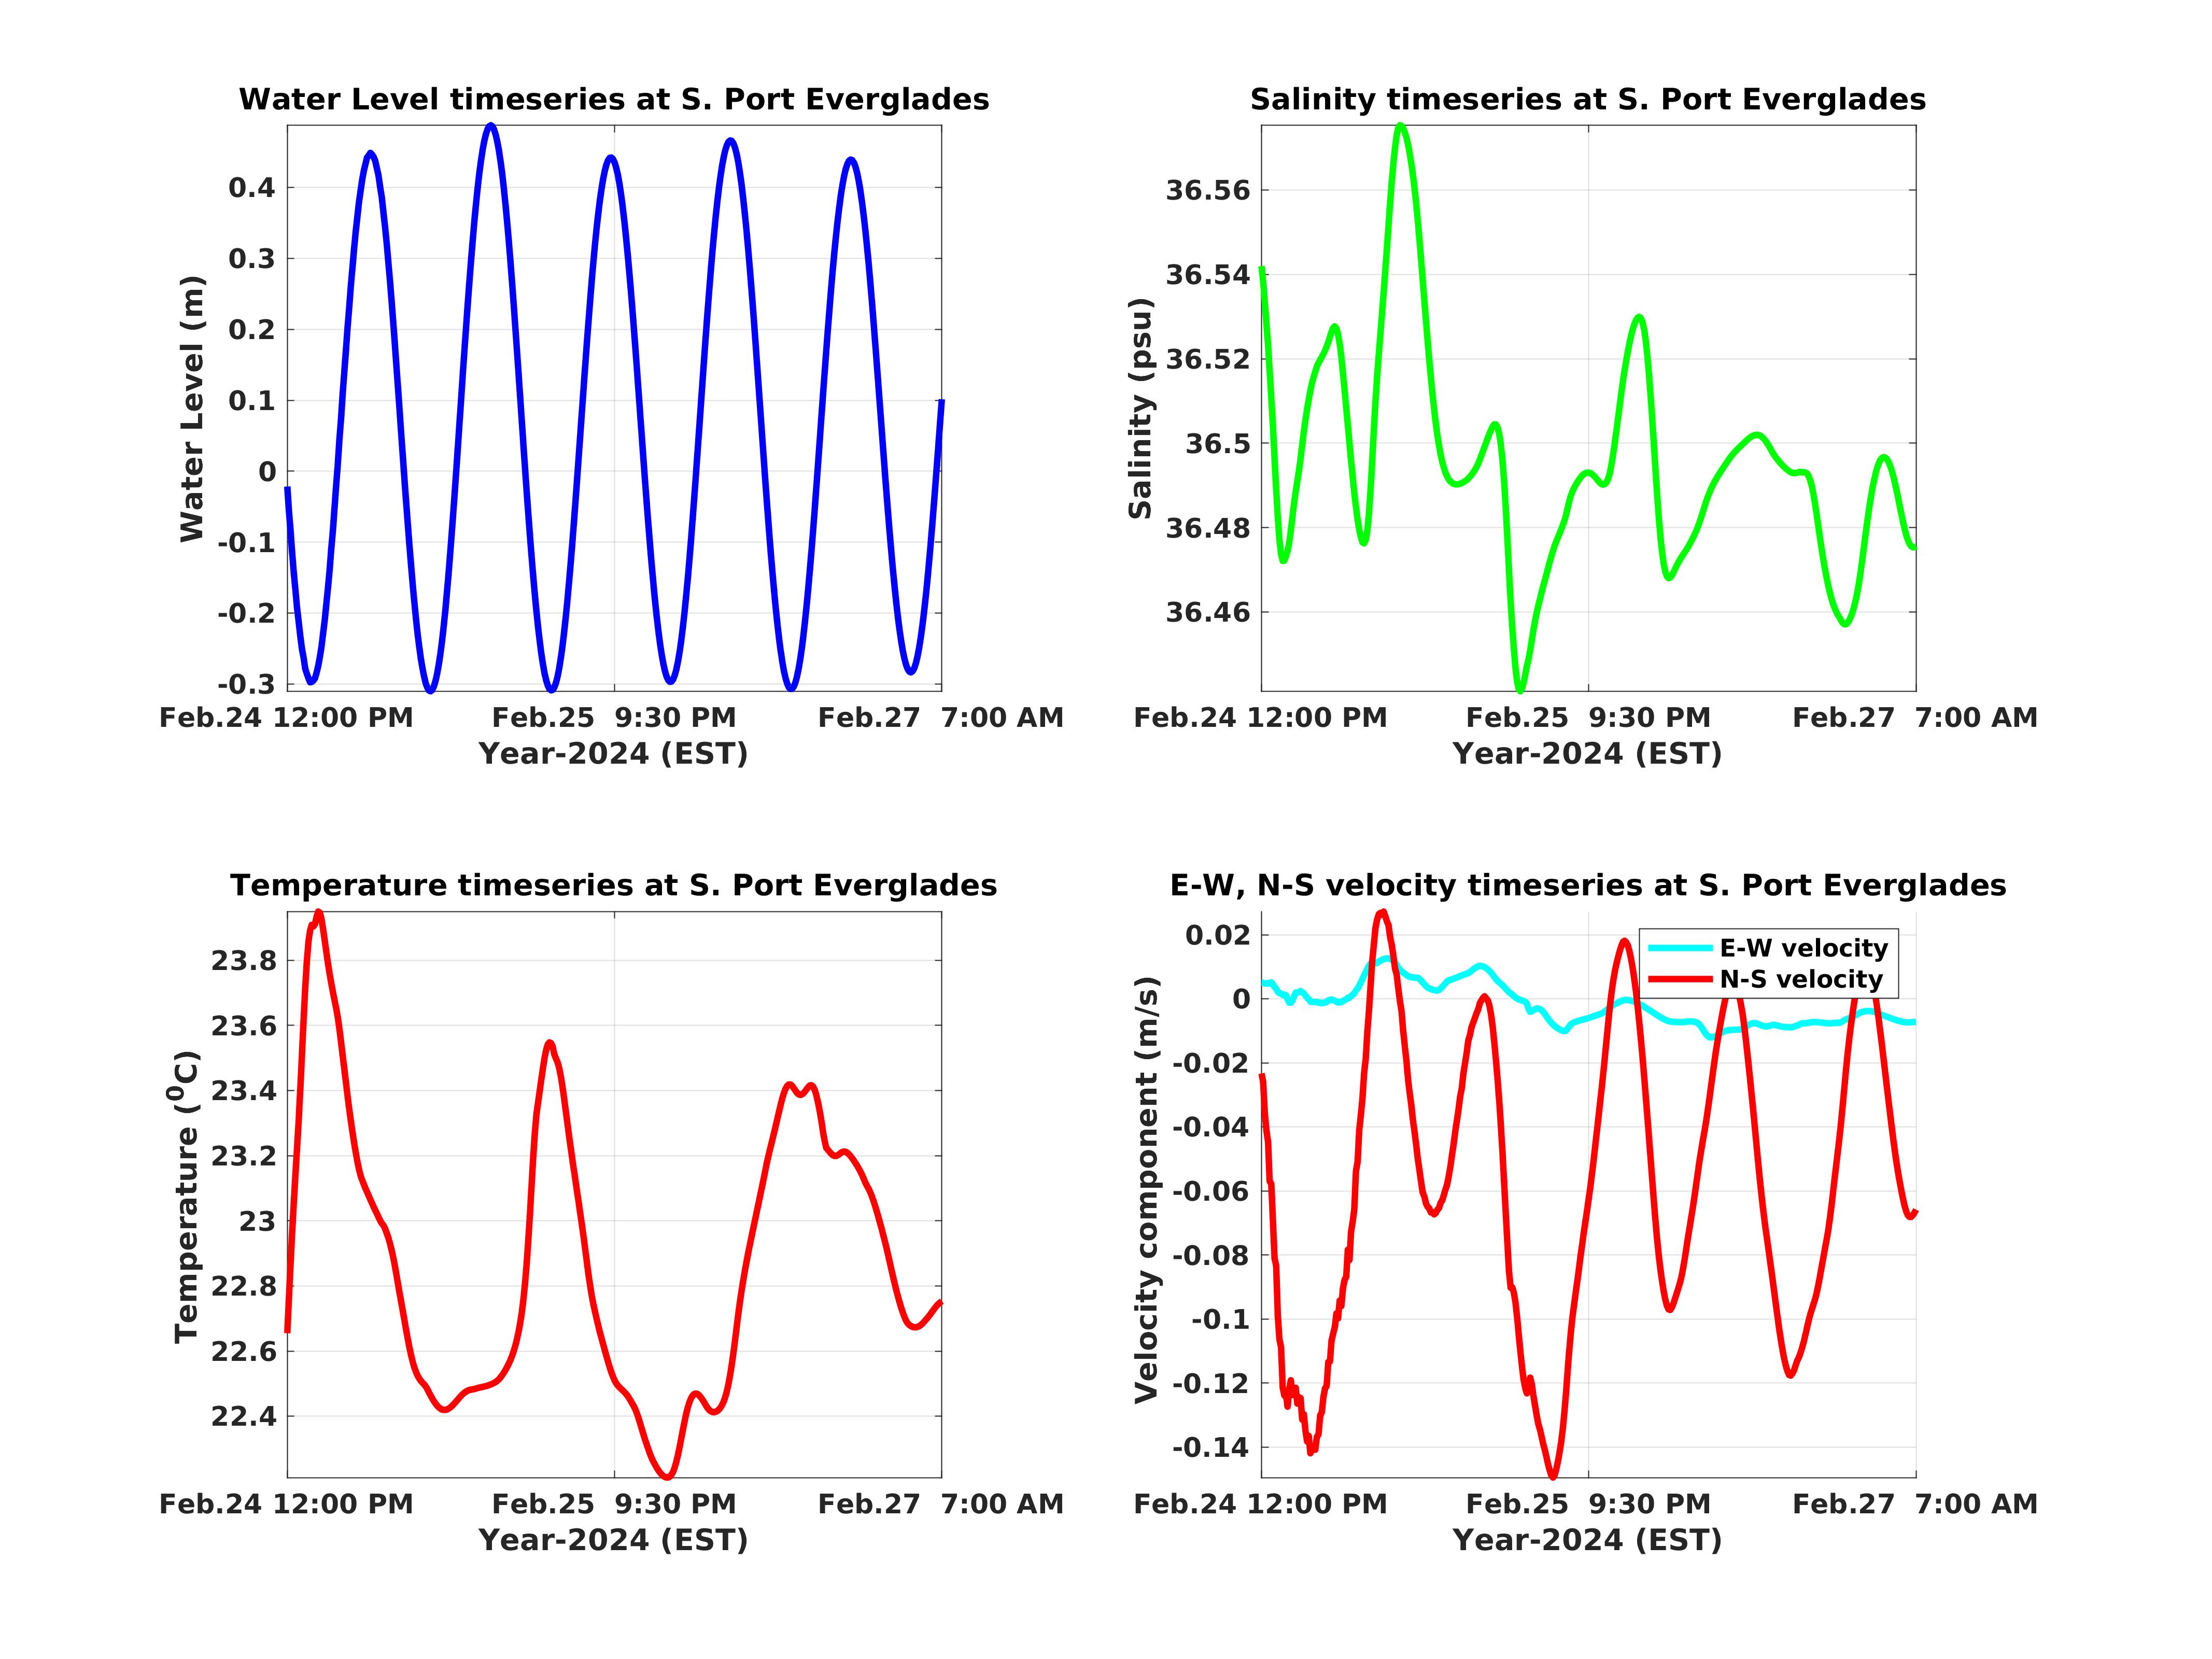 Water Level timeseries at S. Port Everglades
Water Level (m)
0.4
0.3
0.2
0.1
0
-0.1
-0.2
-0.3
Feb.24 12:00 PM Feb.25 9:30 PM Feb.27 7:00 AM
Year-2024 (EST)
Salinity timeseries at S. Port Everglades
Salinity (psu)
36.56
36.54
36.52
36.5
36.48
36.46
Feb.24 12:00 PM Feb.25 9:30 PM Feb.27 7:00 AM
Year-2024 (EST)
Temperature timeseries at S. Port Everglades
Temperature (⁰C)
23.8
23.6
23.4
23.2
23
22.8
22.6
22.4
Feb.24 12:00 PM Feb.25 9:30 PM Feb.27 7:00 AM
Year-2024 (EST)
E-W, N-S velocity timeseries at S. Port Everglades
Velocity component (m/s)
0.02
0
-0.02
-0.04
-0.06
-0.08
-0.1
-0.12
-0.14
E-W velocity
N-S velocity
Feb.24 12:00 PM Feb.25 9:30 PM Feb.27 7:00 AM
Year-2024 (EST)